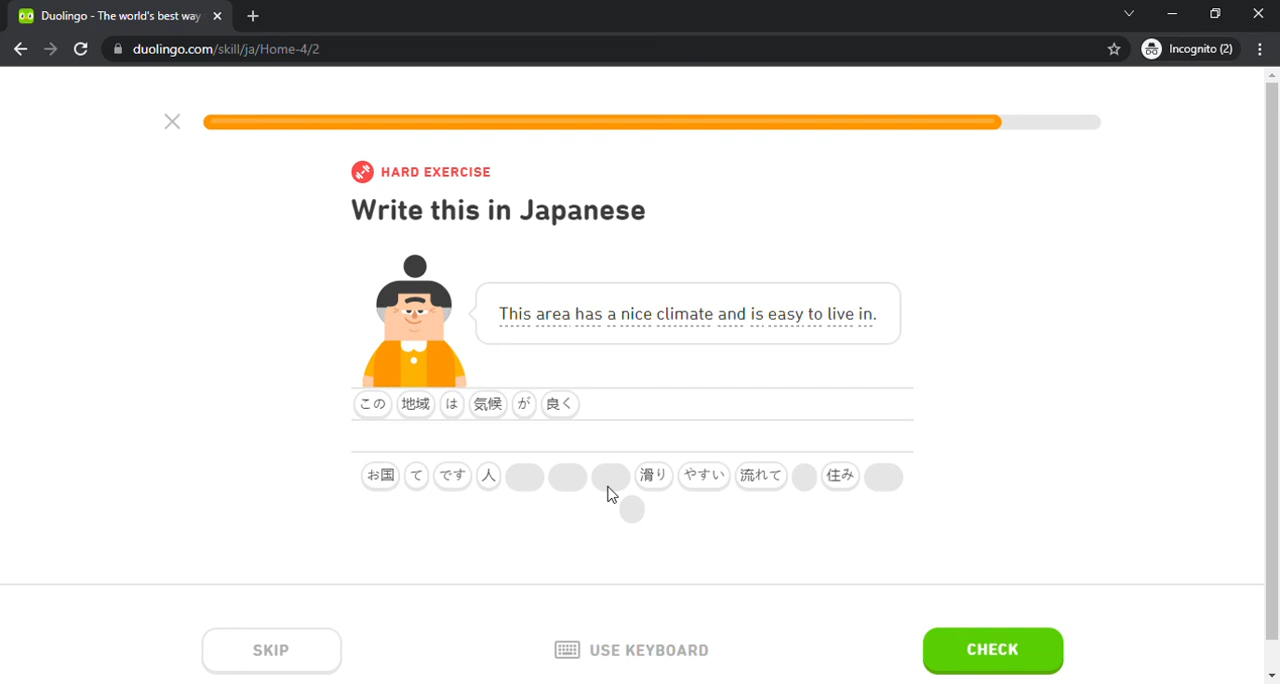 Duolingo - The world's best way
duolingo.com/skill/ja/Home-4/2
Incognito (2)
HARD EXERCISE
Write this in Japanese
This area has a nice climate and is easy to live in.
この 地域 は 気候 が 良く
お国 て です 人 滑り やすい 流れて 住み
SKIP
USE KEYBOARD
CHECK